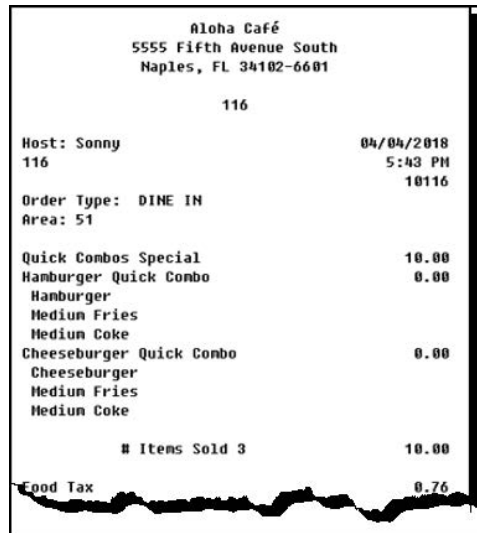 Aloha Café
5555 Fifth Avenue South
Naples, FL 34102-6601
116
Host: Sonny 04/04/2018
116 5:43 PM
10116
Order Type: DINE IN
Area: 51
Quick Combos Special 10.00
Hamburger Quick Combo 0.00
Hamburger
Medium Fries
Medium Coke
Cheeseburger Quick Combo 0.00
Cheeseburger
Medium Fries
Medium Coke
# Items Sold 3 10.00
Food Tax 0.76